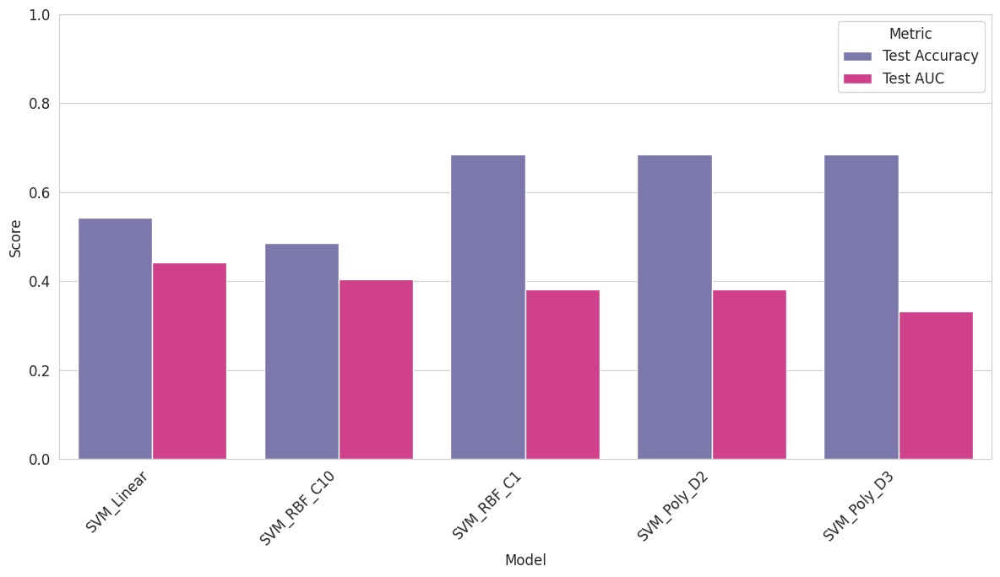 Metric
Test Accuracy
Test AUC
1.0
0.8
0.6
0.4
0.2
0.0
Score
SVM_Linear
SVM_RBF_C10
SVM_RBF_C1
SVM_Poly_D2
SVM_Poly_D3
Model